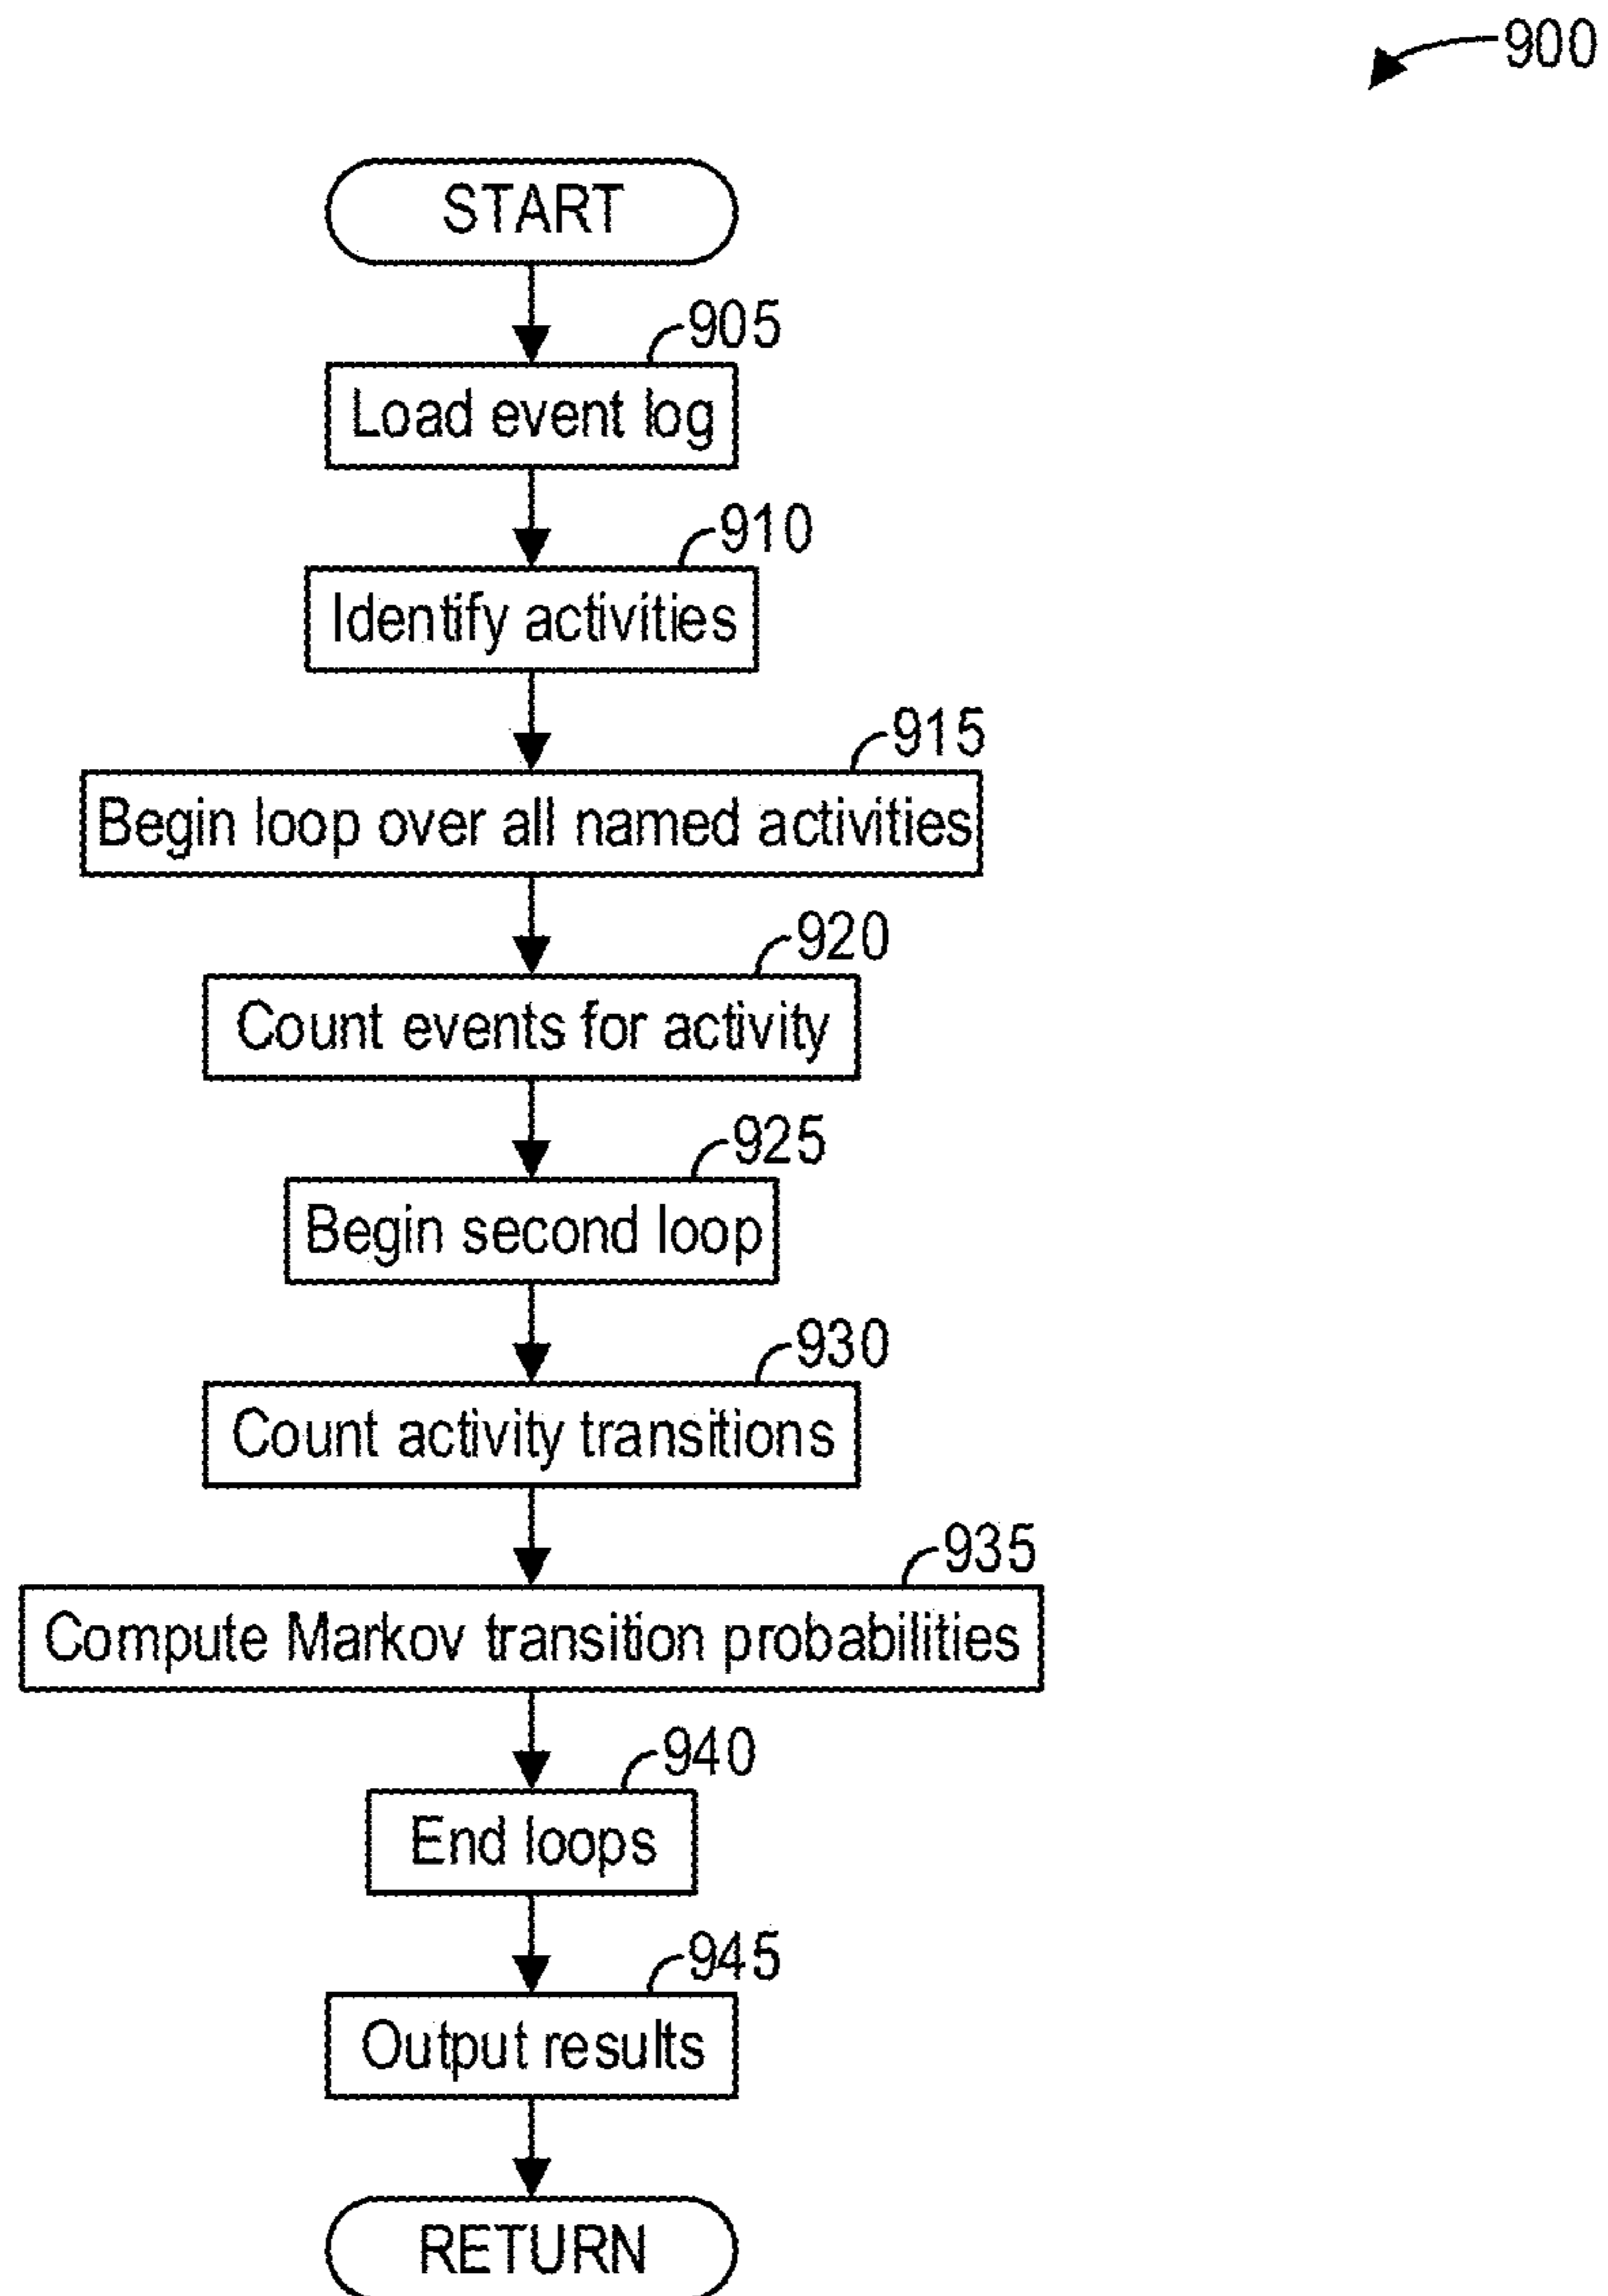 900
START
905
Load event log
910
Identify activities
915
Begin loop over all named activities
920
Count events for activity
925
Begin second loop
930
Count activity transitions
935
Compute Markov transition probabilities
940
End loops
945
Output results
RETURN